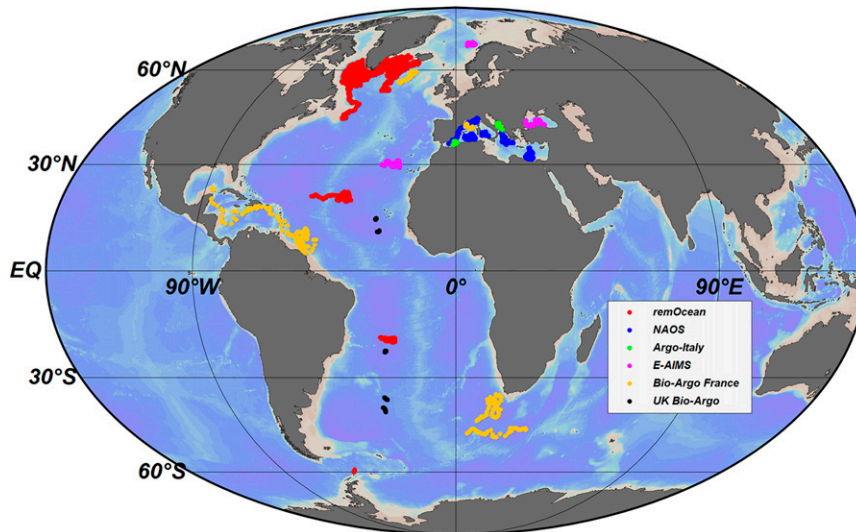 60°N
30°N
EQ
90°W
0°
90°E
remOcean
NAOS
Argo-Italy
E-AIMS
Bio-Argo France
UK Bio-Argo
30°S
60°S